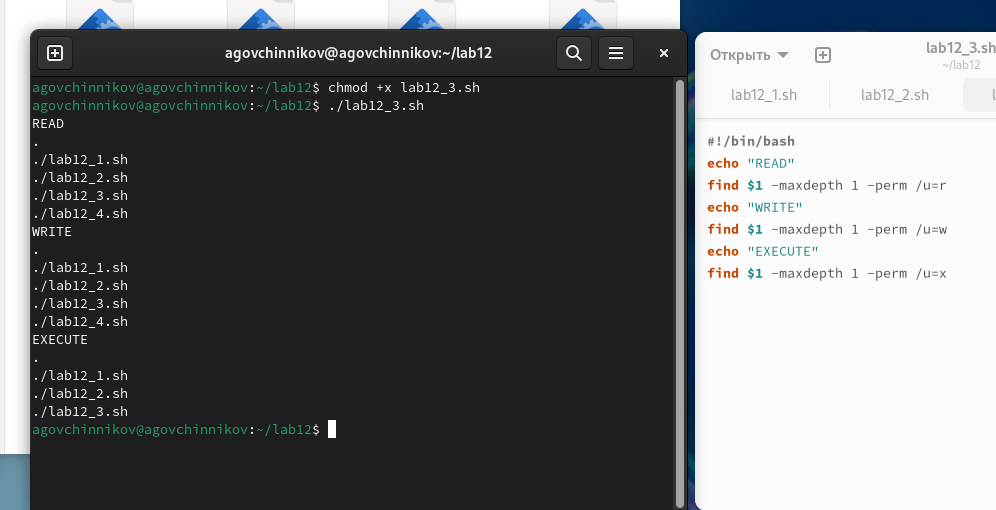 agovchinnikov@agovchinnikov:~/lab12
agovchinnikov@agovchinnikov:~/lab12$ chmod +x lab12_3.sh
agovchinnikov@agovchinnikov:~/lab12$ ./lab12_3.sh
READ
.
./lab12_1.sh
./lab12_2.sh
./lab12_3.sh
./lab12_4.sh
WRITE
.
./lab12_1.sh
./lab12_2.sh
./lab12_3.sh
./lab12_4.sh
EXECUTE
.
./lab12_1.sh
./lab12_2.sh
./lab12_3.sh
agovchinnikov@agovchinnikov:~/lab12$
Открыть
lab12_3.sh
~/lab12
lab12_1.sh
lab12_2.sh
#!/bin/bash
echo "READ"
find $1 -maxdepth 1 -perm /u=r
echo "WRITE"
find $1 -maxdepth 1 -perm /u=w
echo "EXECUTE"
find $1 -maxdepth 1 -perm /u=x